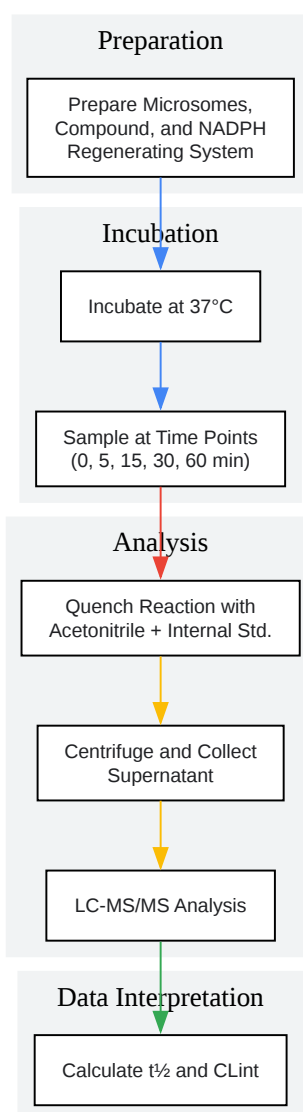 Preparation
Prepare Microsomes,
Compound, and NADPH
Regenerating System
Incubation
Incubate at 37°C
Sample at Time Points
(0, 5, 15, 30, 60 min)
Analysis
Quench Reaction with
Acetonitrile + Internal Std.
Centrifuge and Collect
Supernatant
LC-MS/MS Analysis
Data Interpretation
Calculate t½ and CLint